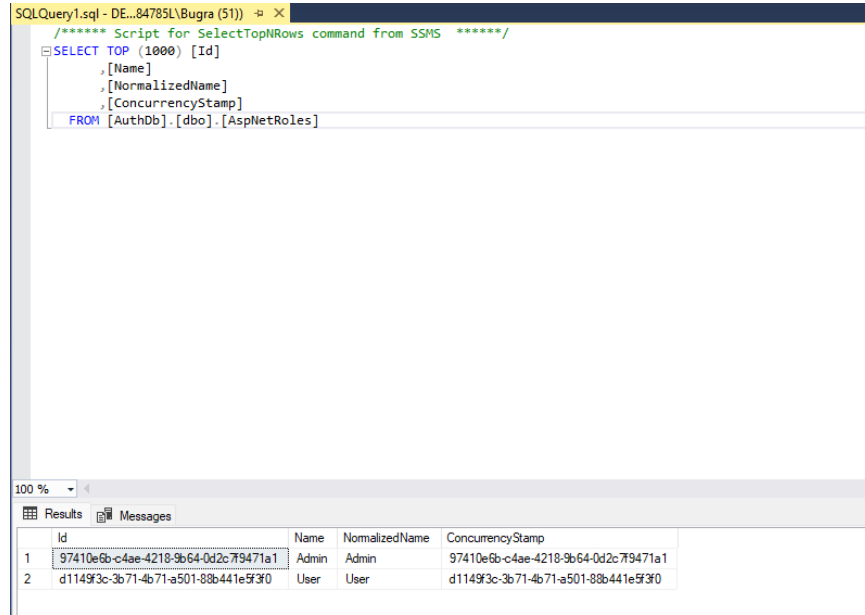 SQLQuery1.sql - DE...84785L\Bugra (51))
/****** Script for SelectTopNRows command from SSMS  ******/
SELECT TOP (1000) [Id]
,[Name]
,[NormalizedName]
,[ConcurrencyStamp]
FROM [AuthDb].[dbo].[AspNetRoles]
100 %
Results Messages
Id Name NormalizedName ConcurrencyStamp
1 97410e6b-c4ae-4218-9b64-0d2c7f9471a1 Admin Admin 97410e6b-c4ae-4218-9b64-0d2c7f9471a1
2 d1149f3c-3b71-4b71-a501-88b441e5f3f0 User User d1149f3c-3b71-4b71-a501-88b441e5f3f0